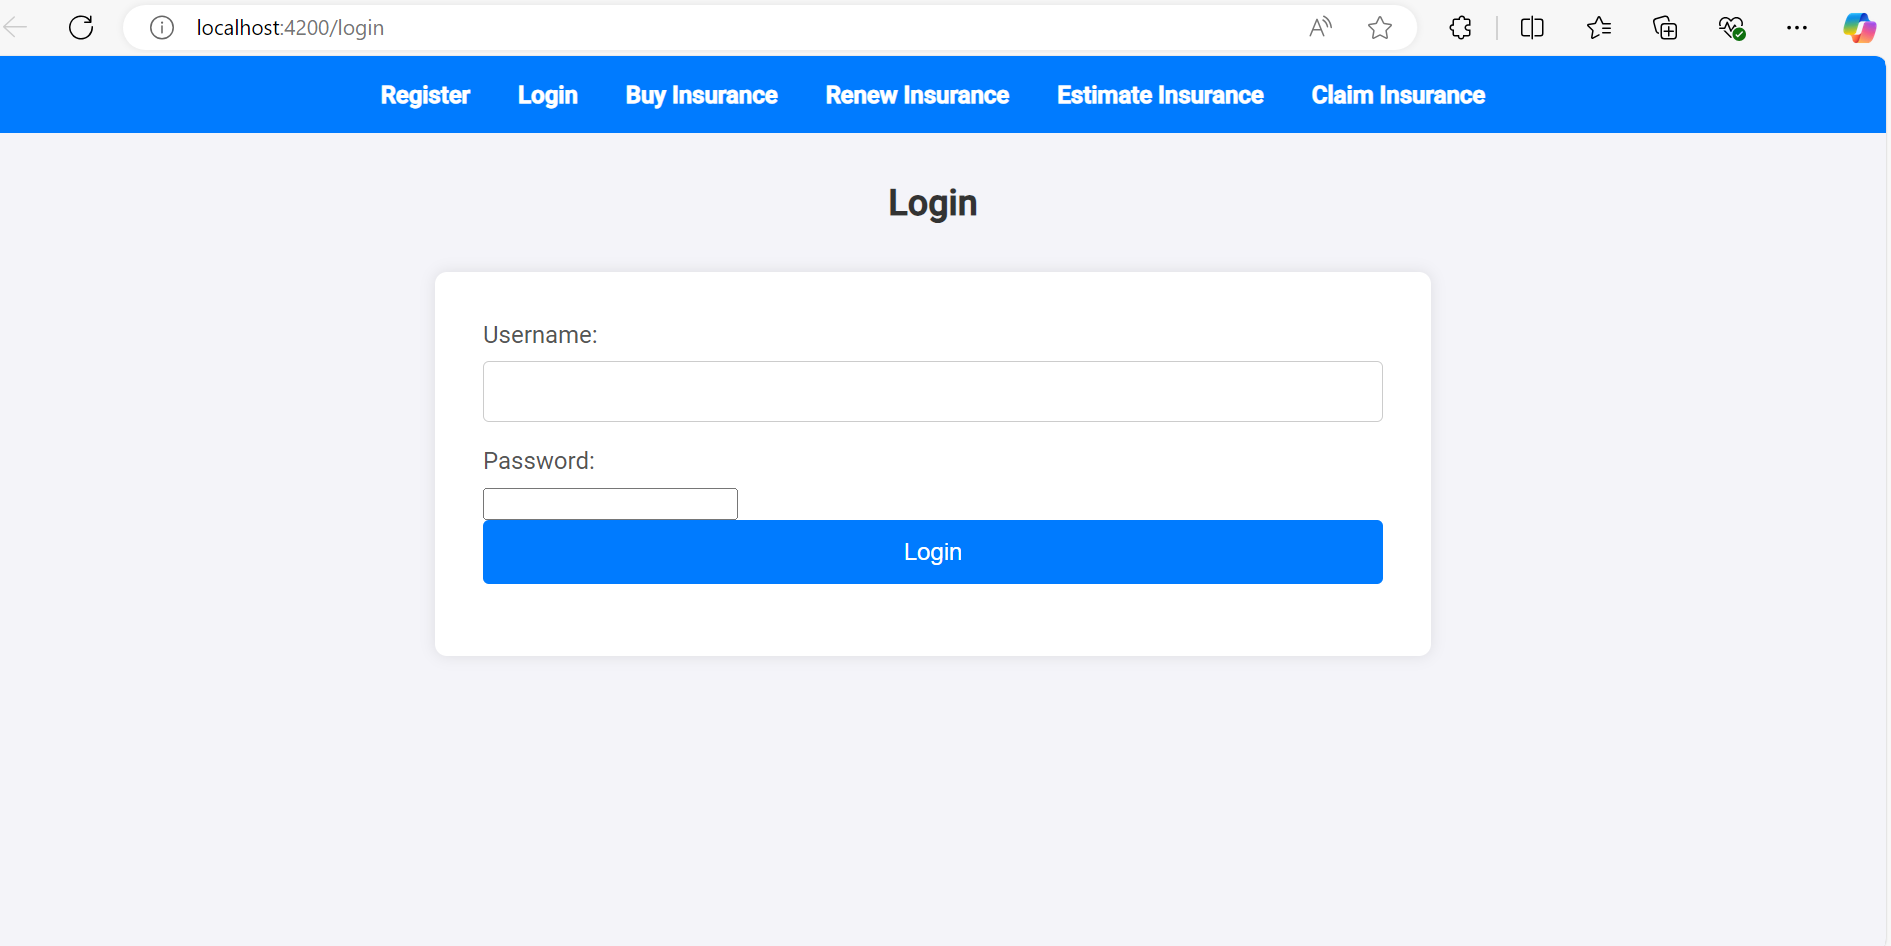 localhost:4200/login
Register Login Buy Insurance Renew Insurance Estimate Insurance Claim Insurance
Login
Username:
Password:
Login